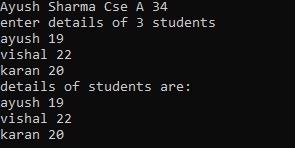 Ayush Sharma Cse A 34
enter details of 3 students
ayush 19
vishal 22
karan 20
details of students are:
ayush 19
vishal 22
karan 20